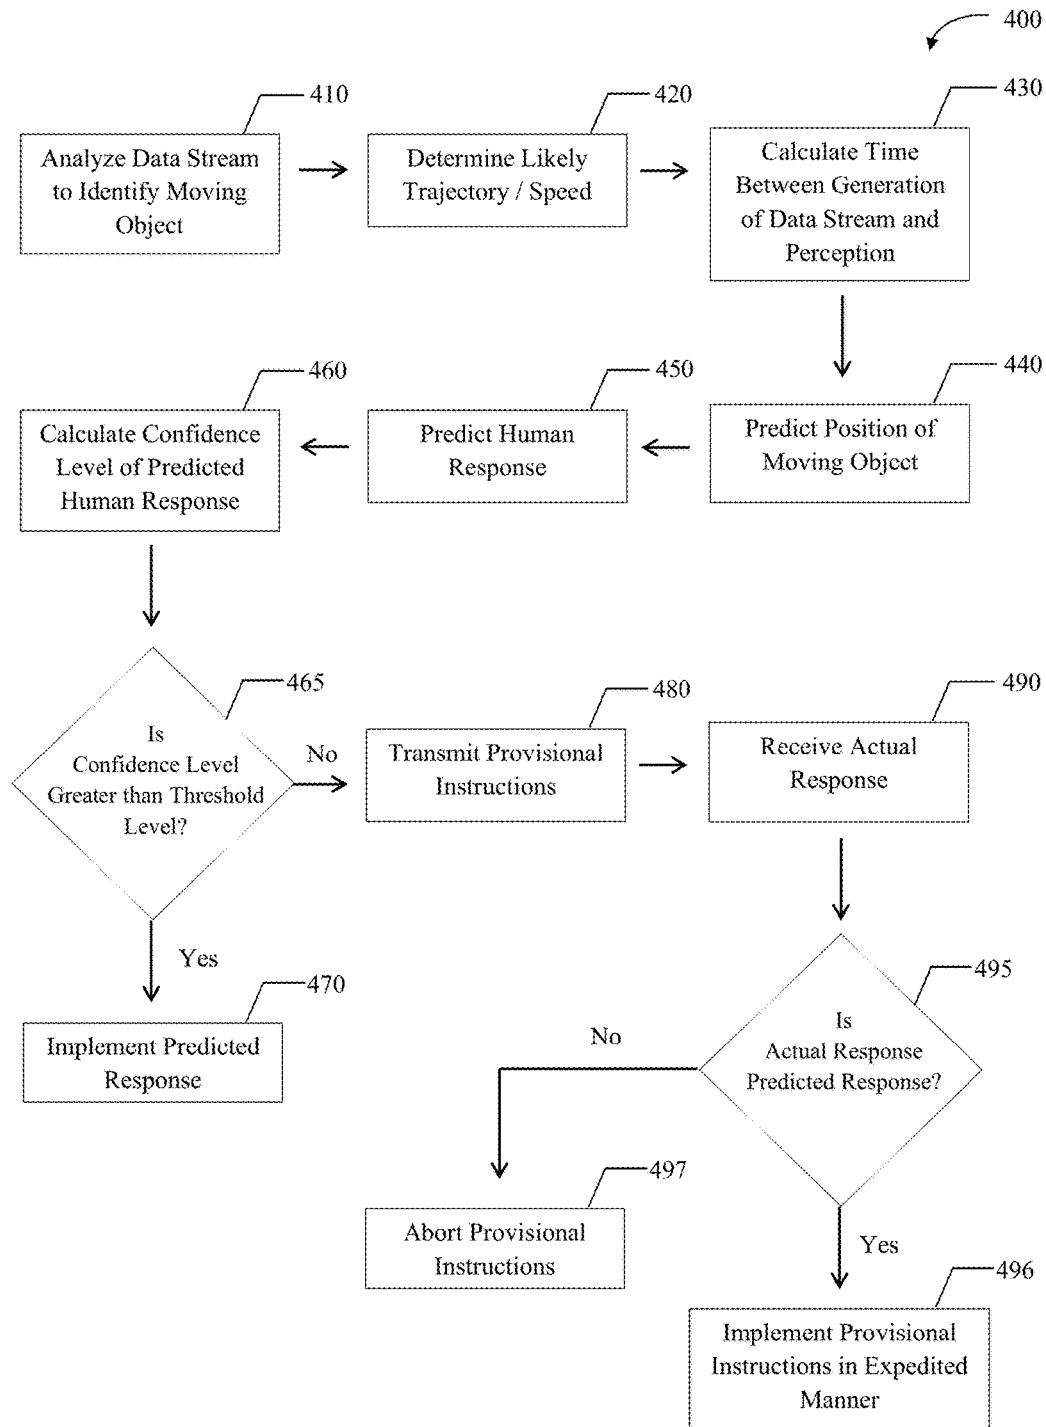 400
410
Analyze Data Stream
to Identify Moving
Object
420
Determine Likely
Trajectory / Speed
430
Calculate Time
Between Generation
of Data Stream and
Perception
460
Calculate Confidence
Level of Predicted
Human Response
450
Predict Human
Response
440
Predict Position of
Moving Object
465
Is
Confidence Level
Greater than Threshold
Level?
No
480
Transmit Provisional
Instructions
490
Receive Actual
Response
Yes
470
Implement Predicted
Response
495
Is
Actual Response
Predicted Response?
No
497
Abort Provisional
Instructions
Yes
496
Implement Provisional
Instructions in Expedited
Manner